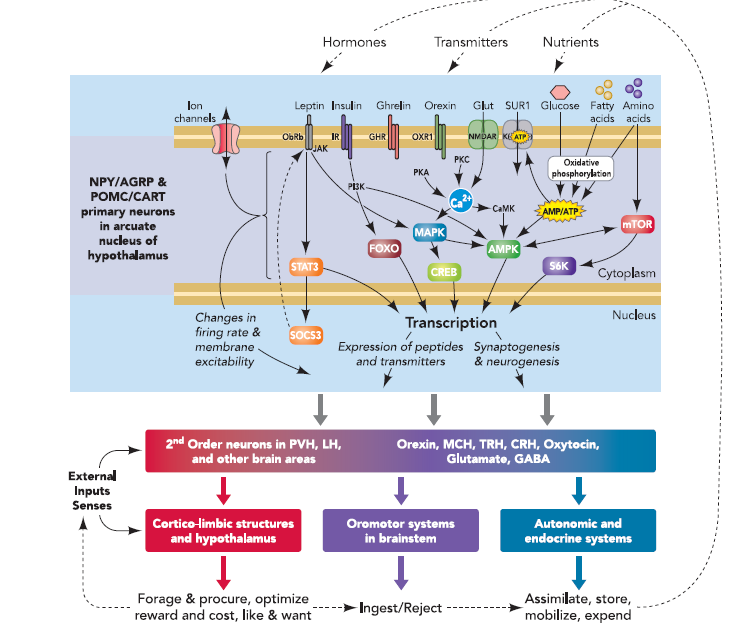 Hormones
Transmitters
Nutrients
Ion
channels
Leptin
Insulin
Ghrelin
Orexin
Glut
SUR1
Glucose
Fatty
acids
Amino
acids
ObRb
JAK
IR
GHR
OXR1
NMDAR
K
ATP
Oxidative
phosphorylation
NPY/AGRP &
POMC/CART
primary neurons
in arcuate
nucleus of
hypothalamus
PI3K
PKA
PKC
Ca2+
CaMK
AMP/ATP
mTOR
MAPK
FOXO
AMPK
STAT3
CREB
S6K
Cytoplasm
Nucleus
Changes in
firing rate &
membrane
excitability
SOCS3
Transcription
Expression of peptides
and transmitters
Synaptogenesis
& neurogenesis
2nd Order neurons in PVH, LH,
and other brain areas
Orexin, MCH, TRH, CRH, Oxytocin,
Glutamate, GABA
External
Inputs
Senses
Cortico-limbic structures
and hypothalamus
Oromotor systems
in brainstem
Autonomic and
endocrine systems
Forage & procure, optimize
reward and cost, like & want
Ingest/Reject
Assimilate, store,
mobilize, expend